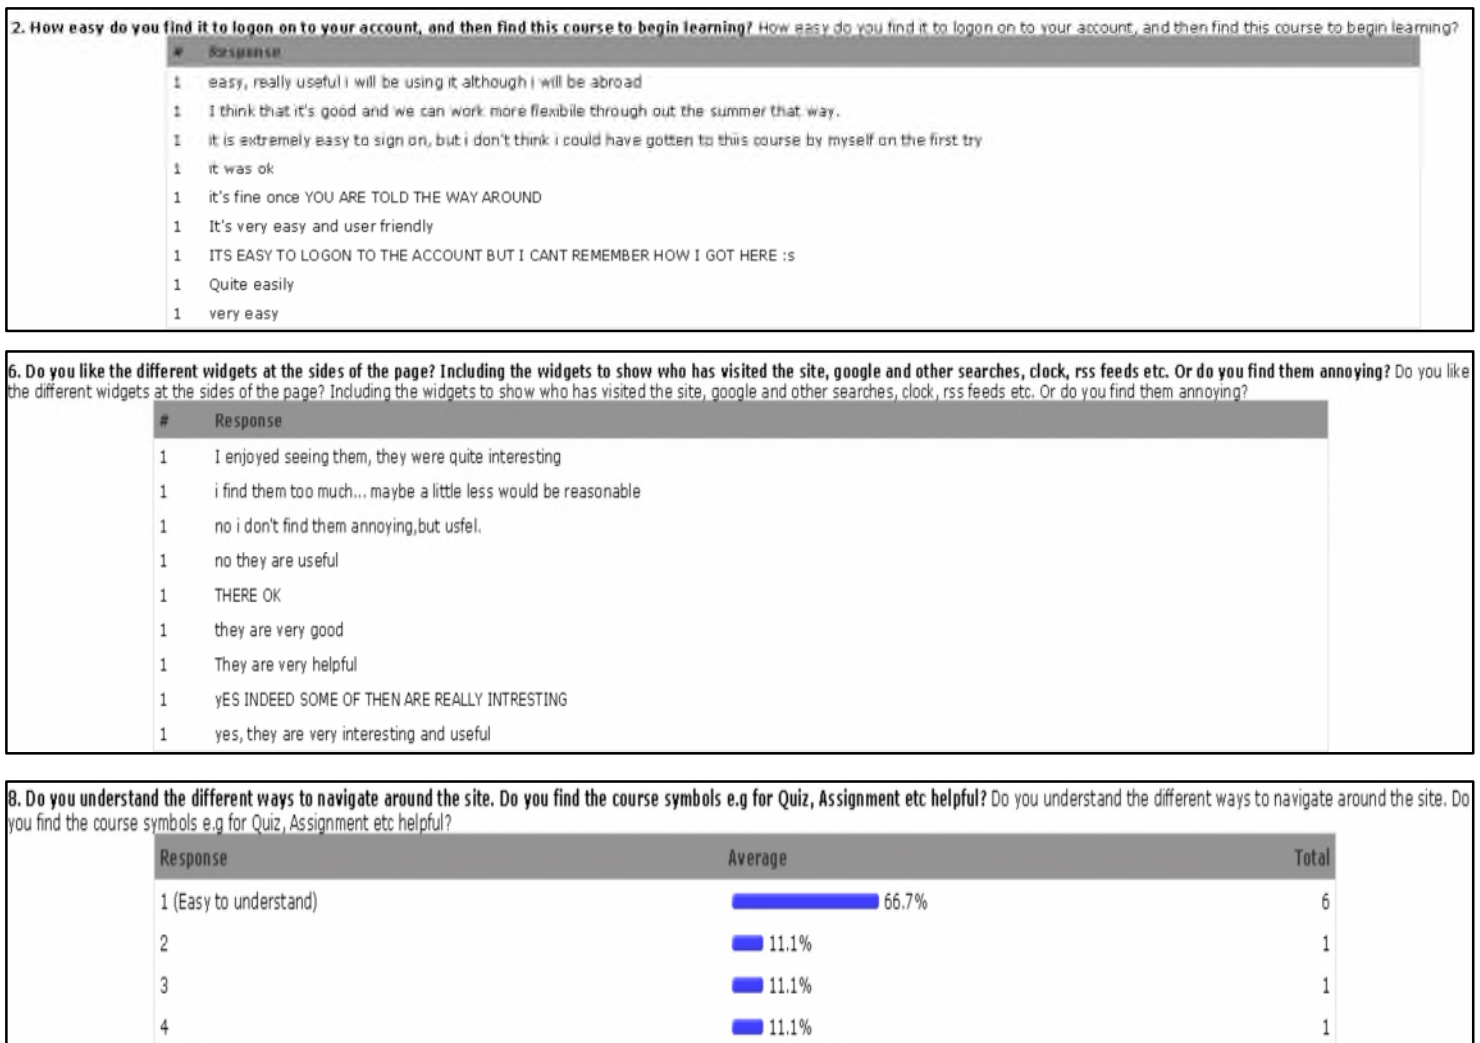 2. How easy do you find it to logon on to your account, and then find this course to begin learning? How easy do you find it to logon on to your account, and then find this course to begin learning?
# Response
1 easy, really useful i will be using it although i will be abroad
1 I think that it's good and we can work more flexibile through out the summer that way.
1 it is extremely easy to sign on, but i don't think i could have gotten to thiis course by myself on the first try
1 it was ok
1 it's fine once YOU ARE TOLD THE WAY AROUND
1 It's very easy and user friendly
1 ITS EASY TO LOGON TO THE ACCOUNT BUT I CANT REMEMBER HOW I GOT HERE :s
1 Quite easily
1 very easy
6. Do you like the different widgets at the sides of the page? Including the widgets to show who has visited the site, google and other searches, clock, rss feeds etc. Or do you find them annoying? Do you like
the different widgets at the sides of the page? Including the widgets to show who has visited the site, google and other searches, clock, rss feeds etc. Or do you find them annoying?
# Response
1 I enjoyed seeing them, they were quite interesting
1 i find them too much... maybe a little less would be reasonable
1 no i don't find them annoying,but usfel.
1 no they are useful
1 THERE OK
1 they are very good
1 They are very helpful
1 yES INDEED SOME OF THEN ARE REALLY INTRESTING
1 yes, they are very interesting and useful
8. Do you understand the different ways to navigate around the site. Do you find the course symbols e.g for Quiz, Assignment etc helpful? Do you understand the different ways to navigate around the site. Do
you find the course symbols e.g for Quiz, Assignment etc helpful?
Response Average Total
1 (Easy to understand) 66.7% 6
2 11.1% 1
3 11.1% 1
4 11.1% 1